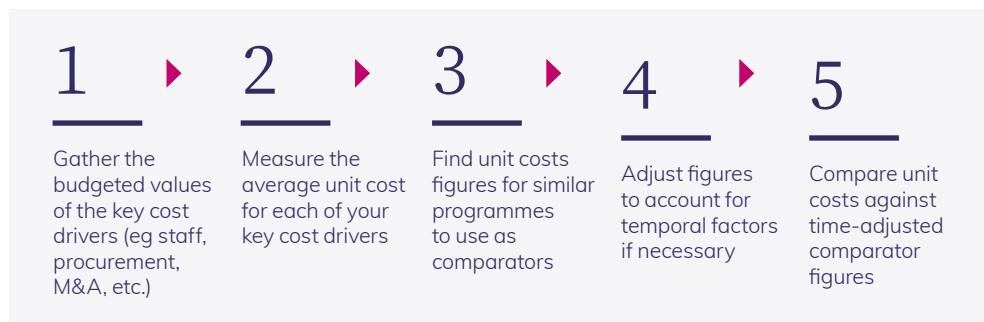 1
Gather the
budgeted values
of the key cost
drivers (eg staff,
procurement,
M&A, etc.)
2
Measure the
average unit cost
for each of your
key cost drivers
3
Find unit costs
figures for similar
programmes
to use as
comparators
4
Adjust figures
to account for
temporal factors
if necessary
5
Compare unit
costs against
time-adjusted
comparator
figures